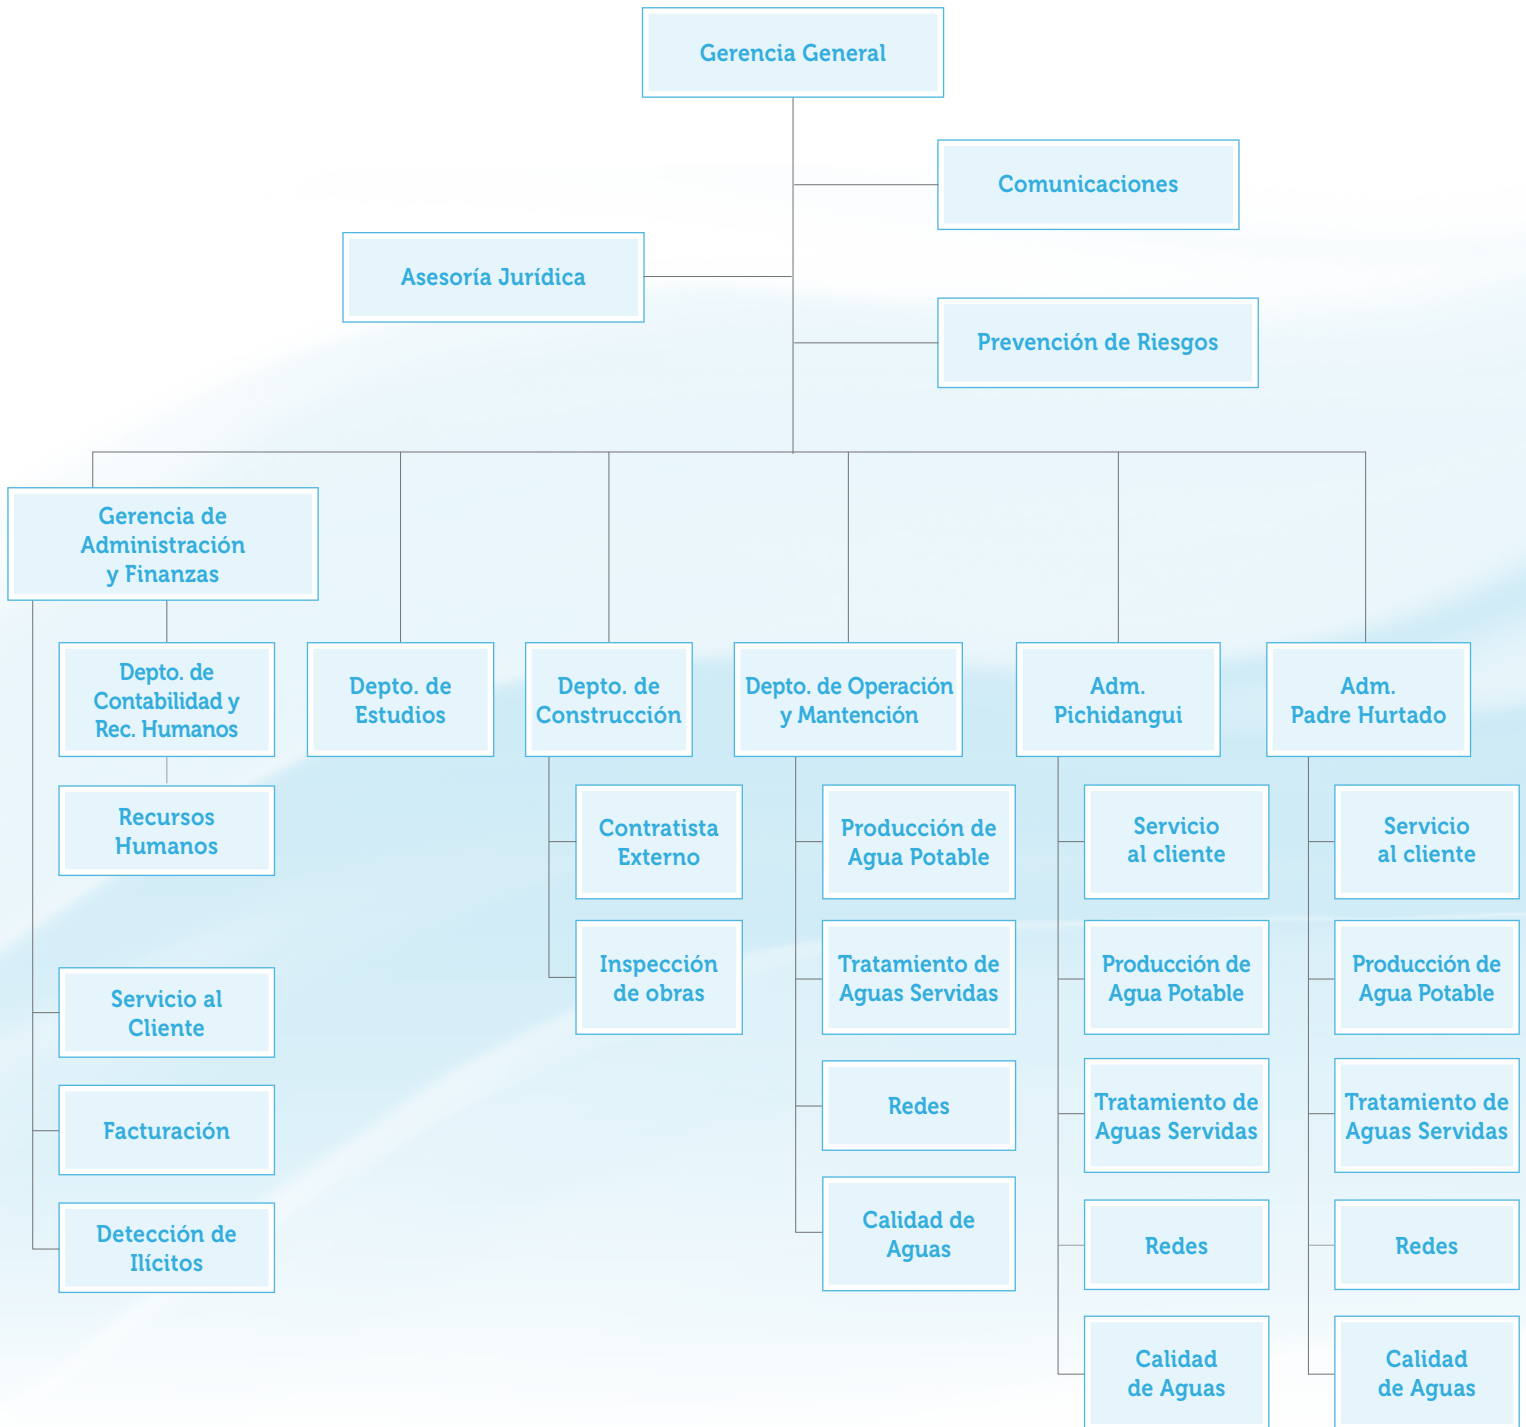 Gerencia General
Comunicaciones
Asesoría Jurídica
Prevención de Riesgos
Gerencia de
Administración
y Finanzas
Depto. de
Contabilidad y
Rec. Humanos
Recursos
Humanos
Servicio al
Cliente
Facturación
Detección de
Ilícitos
Depto. de
Estudios
Depto. de
Construcción
Contratista
Externo
Inspección
de obras
Depto. de Operación
y Mantención
Producción de
Agua Potable
Tratamiento de
Aguas Servidas
Redes
Calidad de
Aguas
Adm.
Pichidangui
Servicio
al cliente
Producción de
Agua Potable
Tratamiento de
Aguas Servidas
Redes
Calidad
de Aguas
Adm.
Padre Hurtado
Servicio
al cliente
Producción de
Agua Potable
Tratamiento de
Aguas Servidas
Redes
Calidad
de Aguas